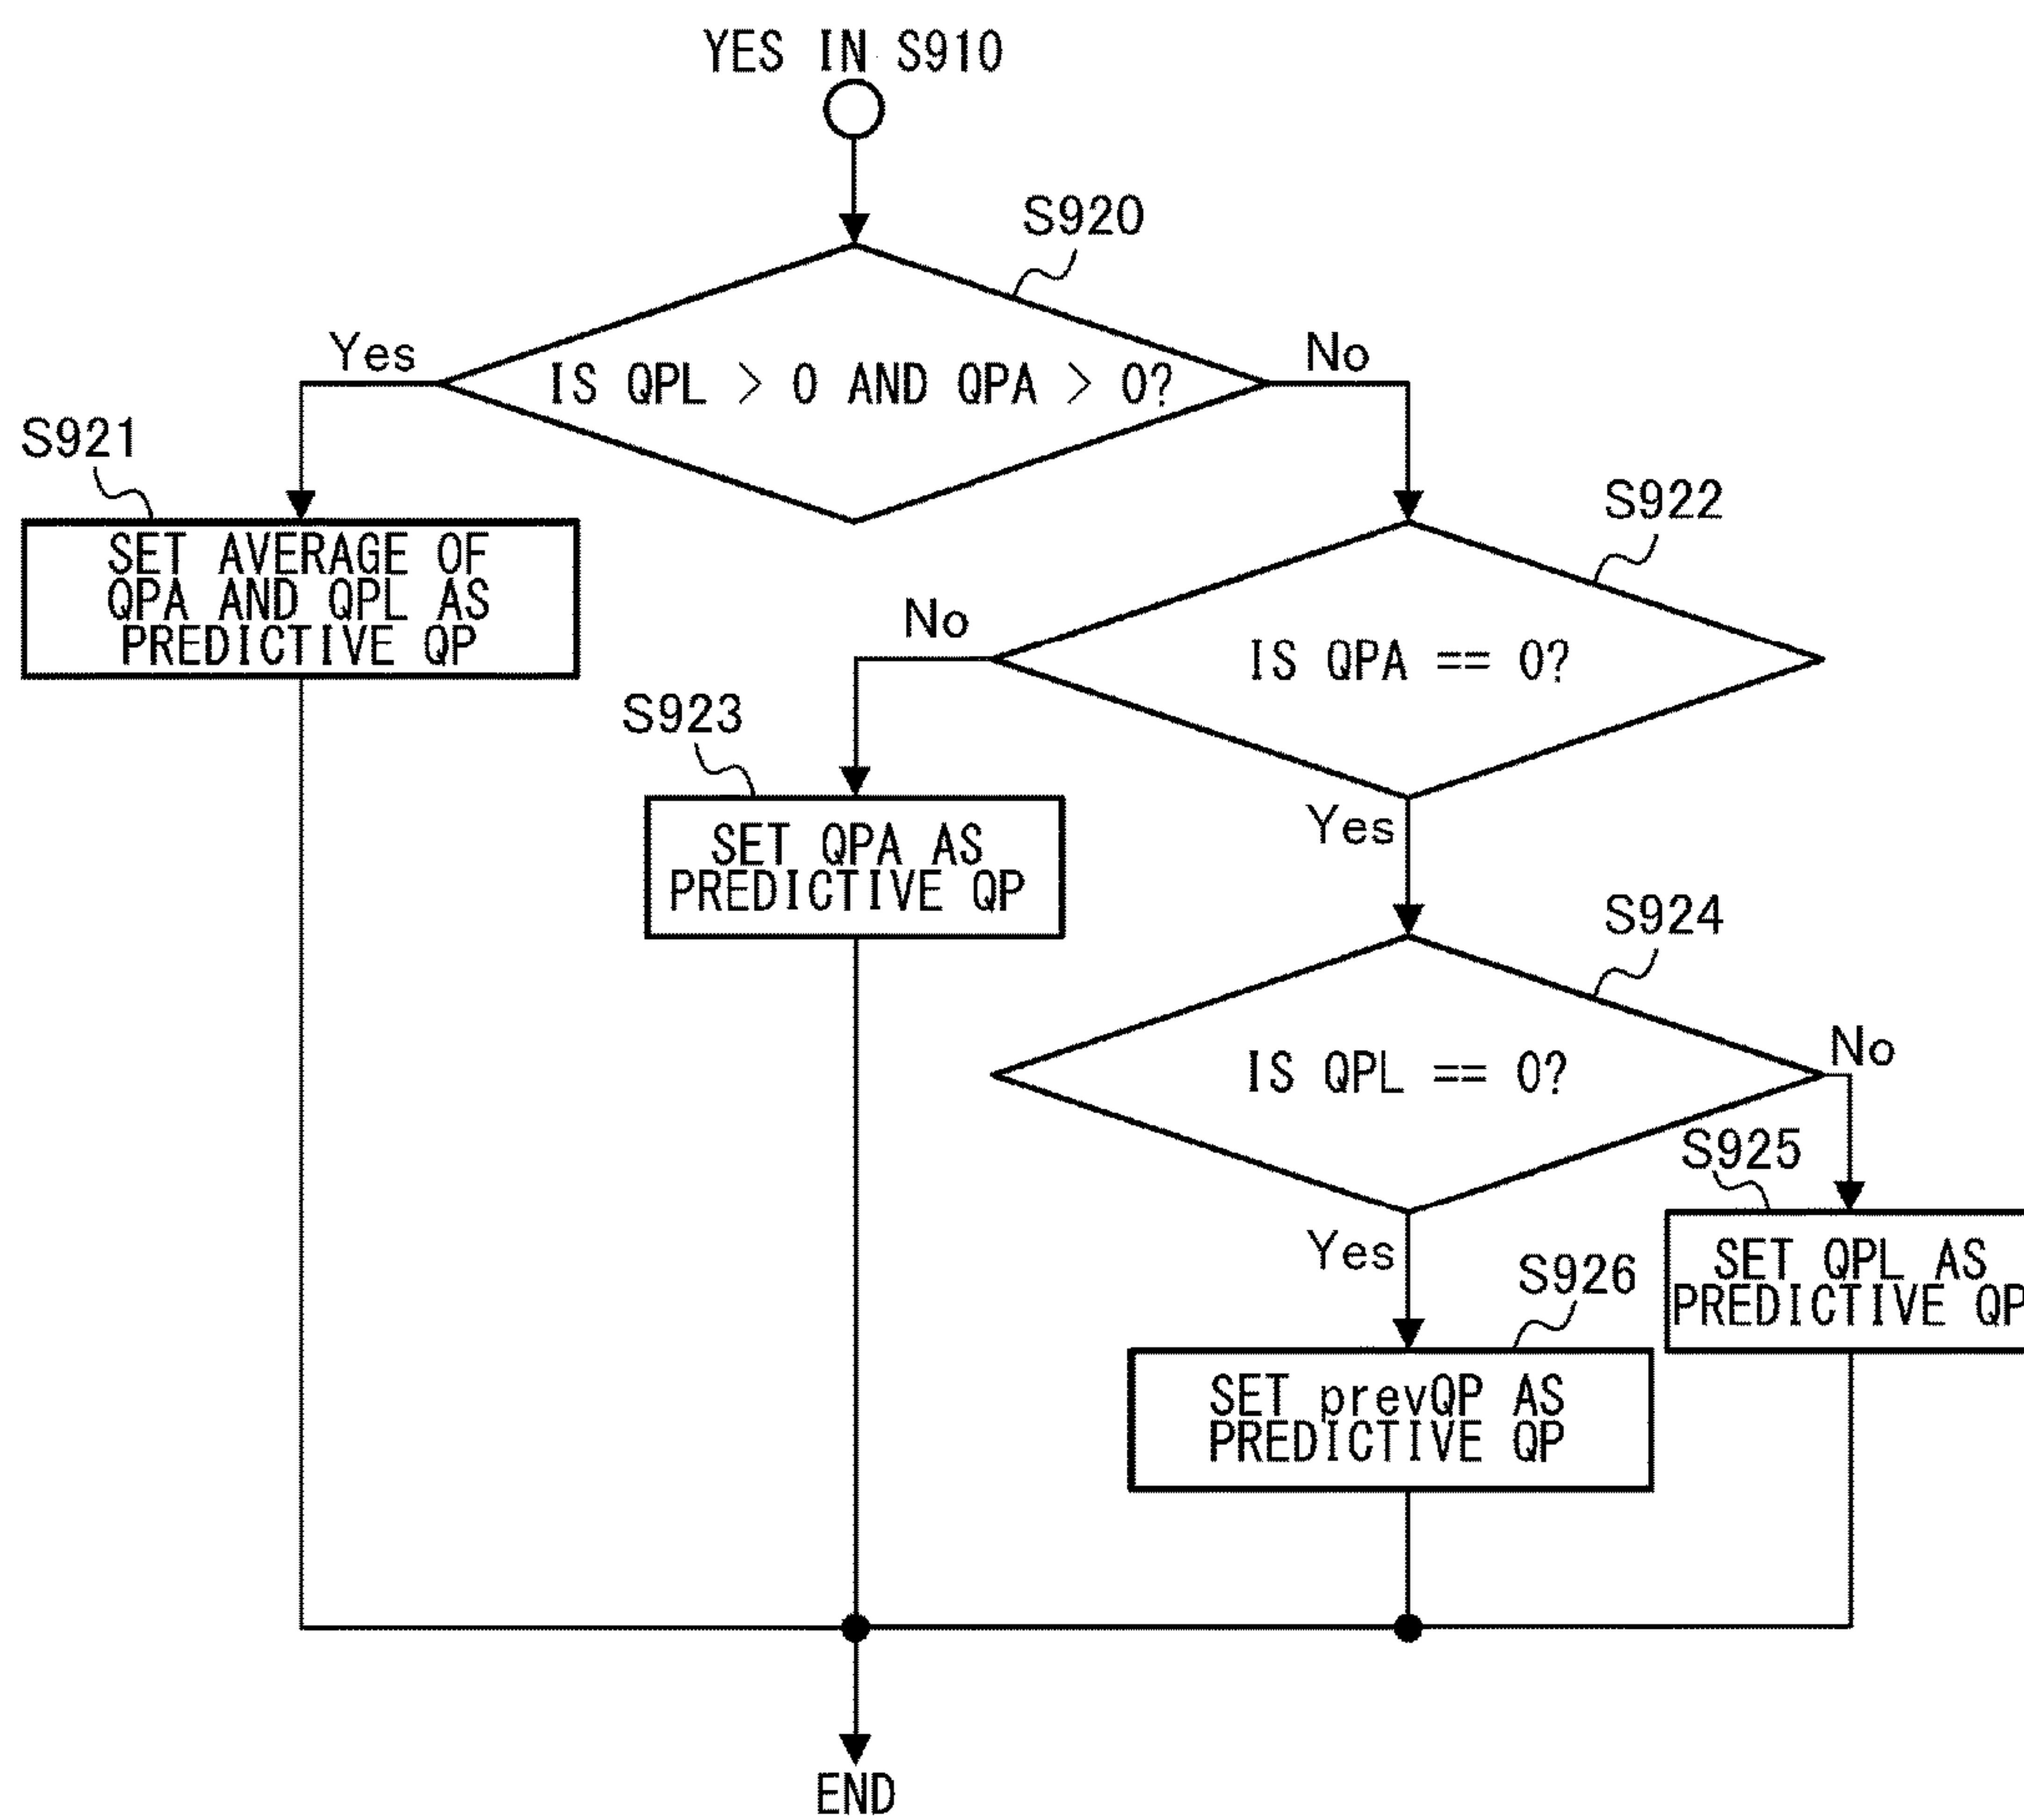 YES IN S910
S920
IS QPL > 0 AND QPA > 0?
Yes
No
S921
SET AVERAGE OF
QPA AND QPL AS
PREDICTIVE QP
S922
IS QPA == 0?
No
Yes
S923
SET QPA AS
PREDICTIVE QP
S924
IS QPL == 0?
No
Yes
S925
SET QPL AS
PREDICTIVE QP
S926
SET prevQP AS
PREDICTIVE QP
END